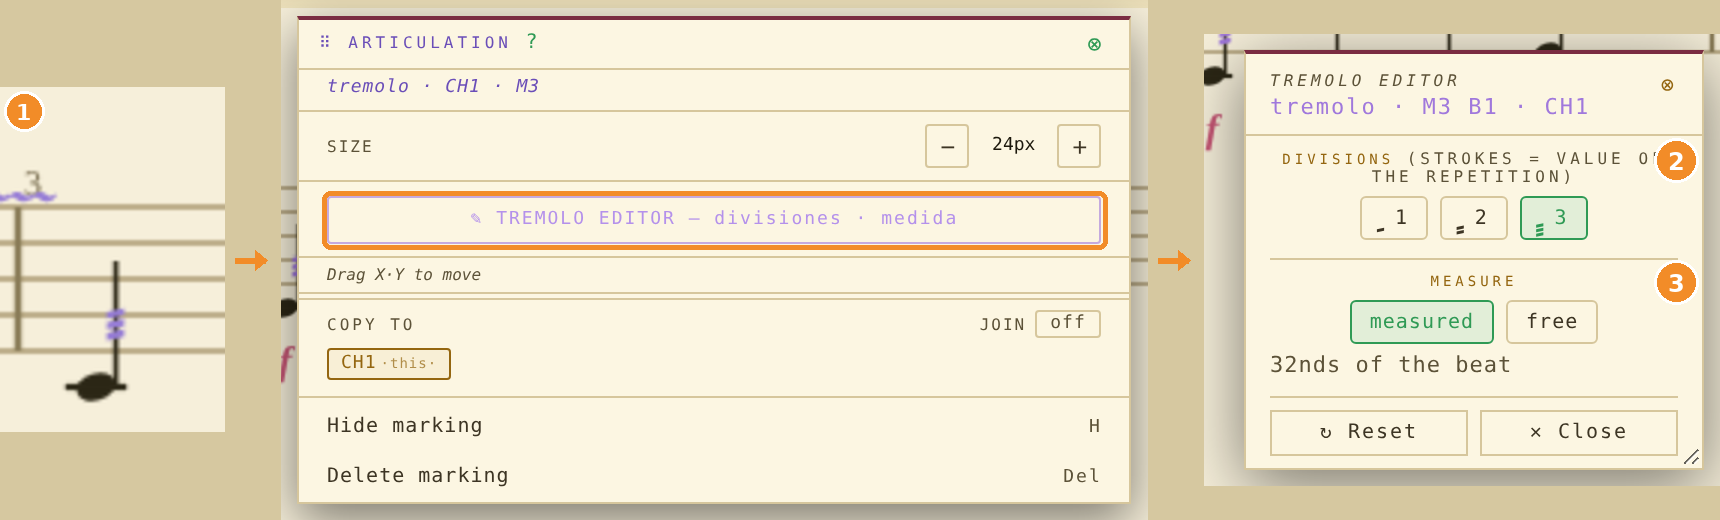 1
3
⠿ ARTICULATION ? ⊗
tremolo · CH1 · M3
SIZE − 24px +
✎ TREMOLO EDITOR — divisiones · medida
Drag X·Y to move
COPY TO JOIN off
CH1 ·this·
Hide marking H
Delete marking Del
f
f
TREMOLO EDITOR ⊗
tremolo · M3 B1 · CH1
DIVISIONS (STROKES = VALUE 2
THE REPETITION)
1 2 3
MEASURE 3
measured free
32nds of the beat
↻ Reset × Close